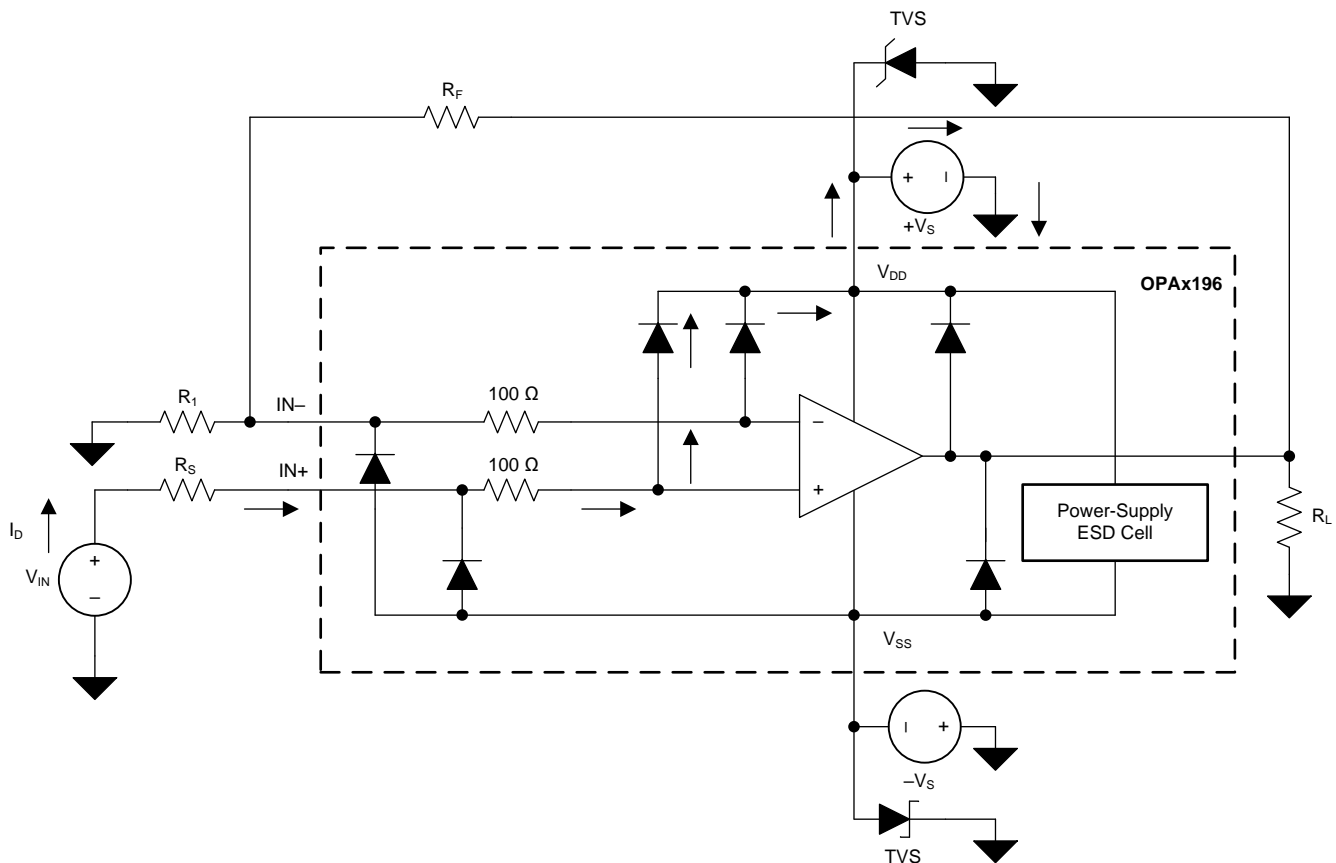 TVS
R_F
+ –
+V_S
V_DD
OPAx196
R_1
IN–
100 Ω
–
R_S
IN+
100 Ω
+
Power-Supply
ESD Cell
R_L
I_D
V_IN
+
–
V_SS
– +
–V_S
TVS